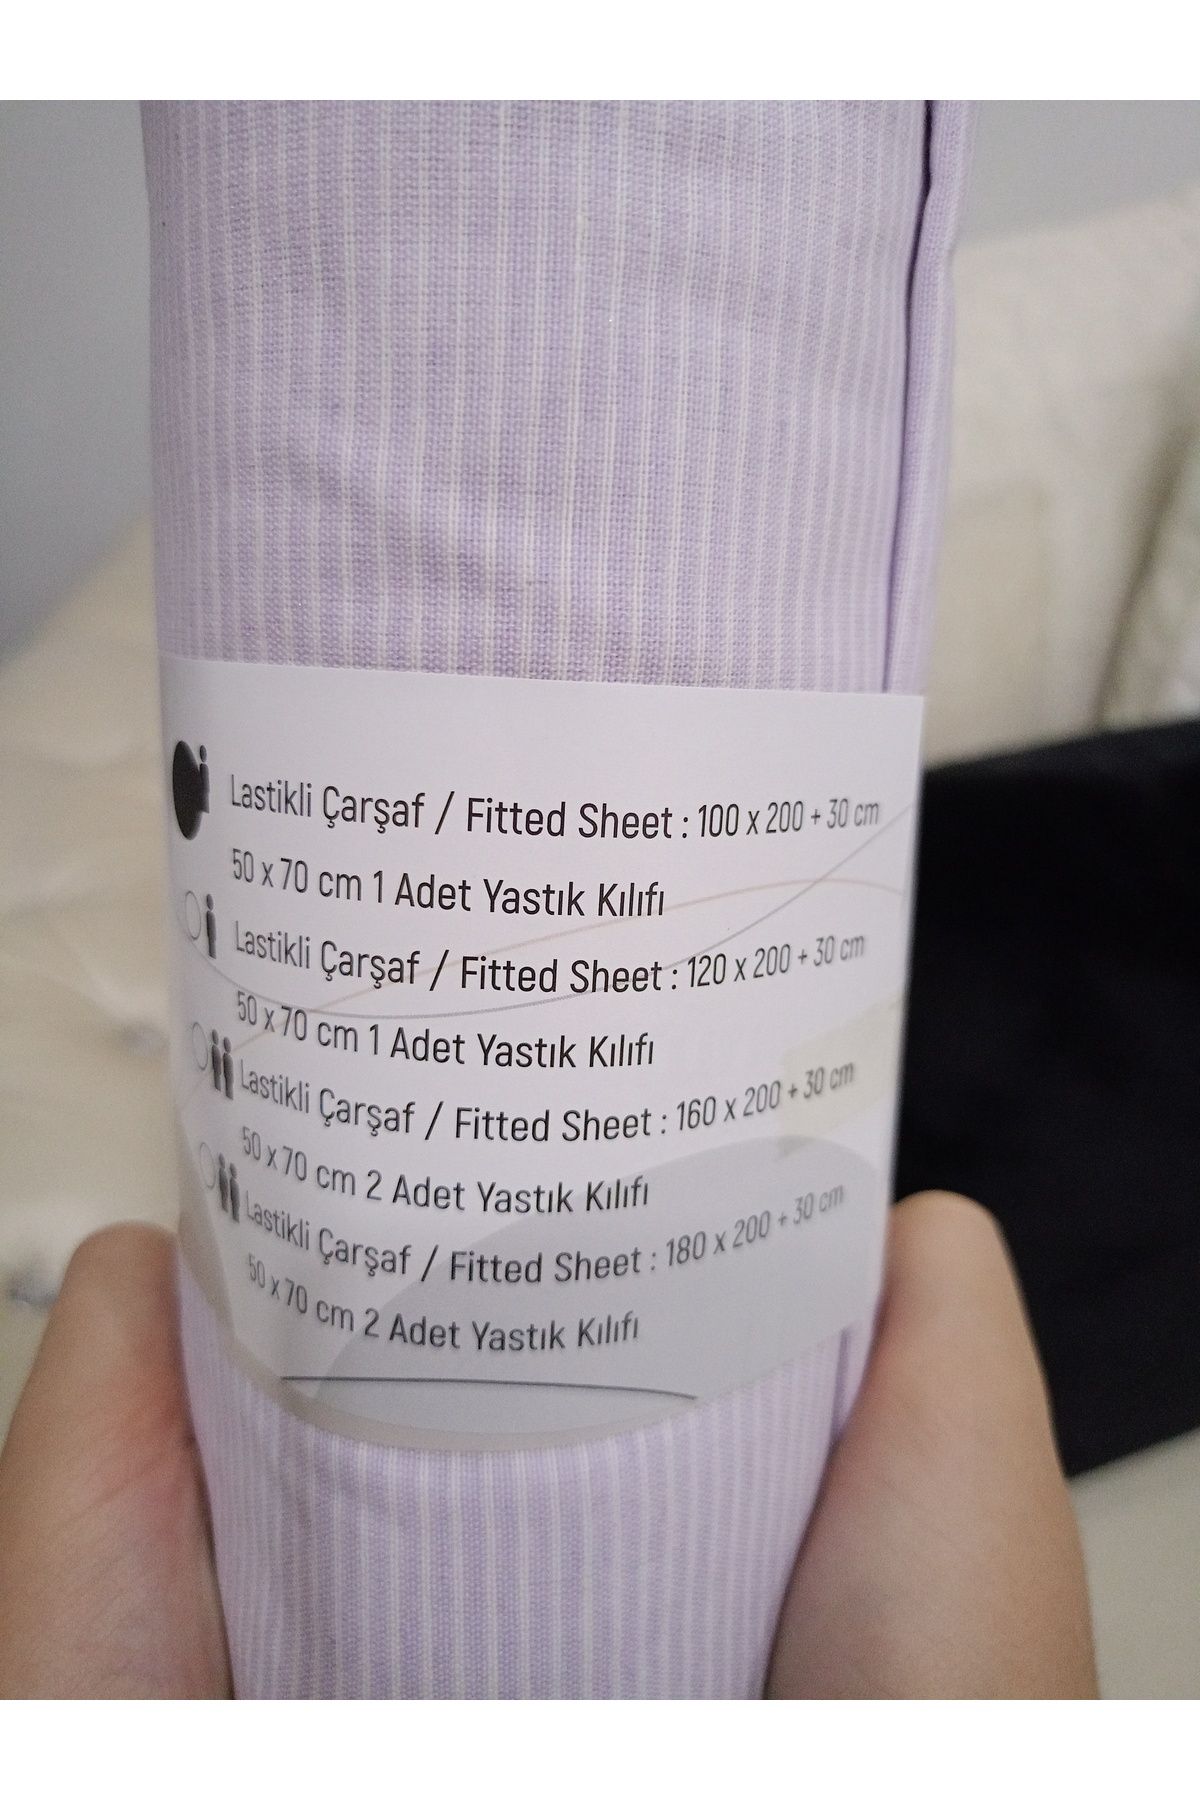 Lastikli Çarşaf / Fitted Sheet : 100 x 200 + 30 cm
50 x 70 cm 1 Adet Yastık Kılıfı
Lastikli Çarşaf / Fitted Sheet : 120 x 200 + 30 cm
50 x 70 cm 1 Adet Yastık Kılıfı
Lastikli Çarşaf / Fitted Sheet : 160 x 200 + 30 cm
50 x 70 cm 2 Adet Yastık Kılıfı
Lastikli Çarşaf / Fitted Sheet : 180 x 200 + 30 cm
50 x 70 cm 2 Adet Yastık Kılıfı